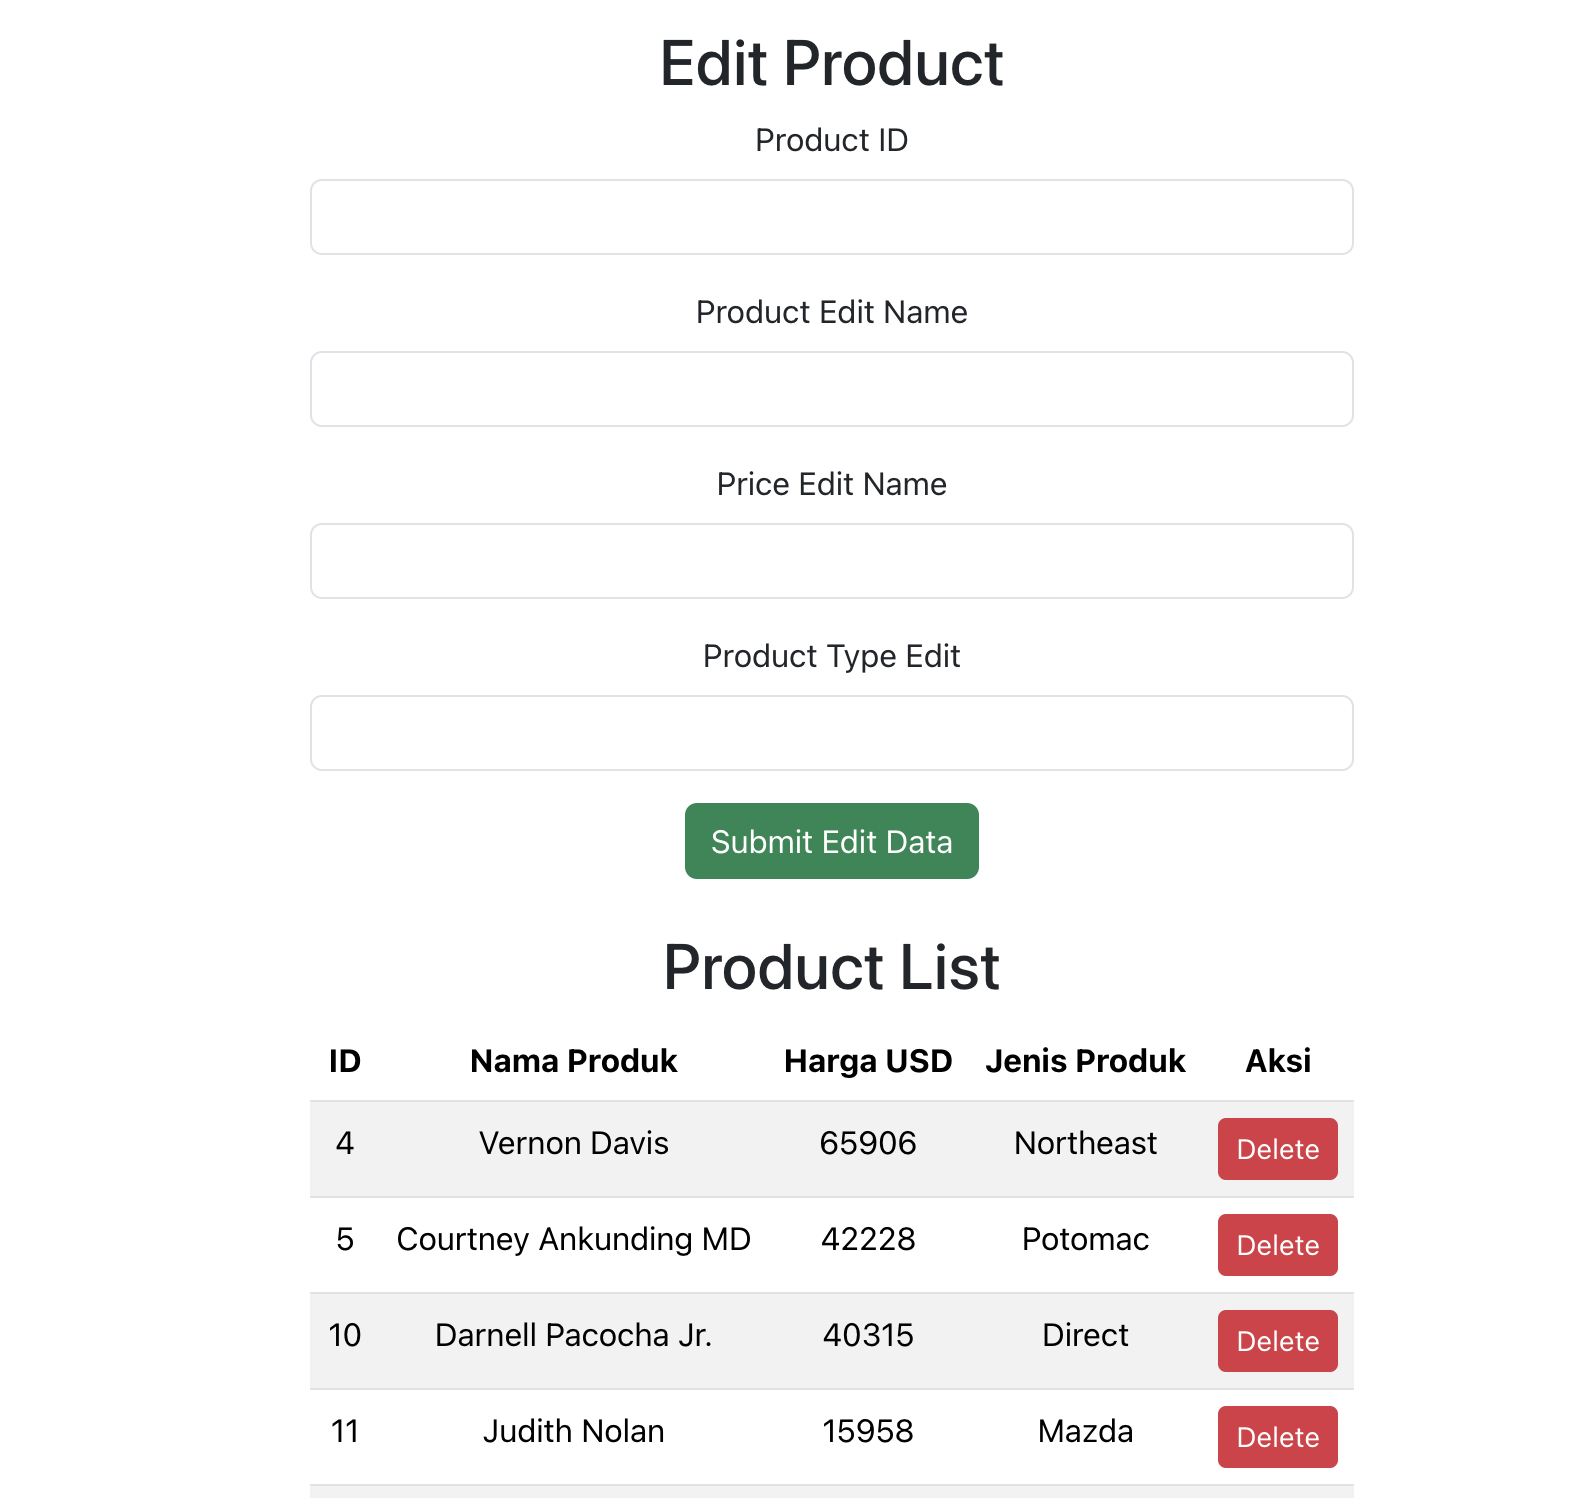 Edit Product
Product ID
Product Edit Name
Price Edit Name
Product Type Edit
Submit Edit Data
Product List
ID Nama Produk Harga USD Jenis Produk Aksi
4 Vernon Davis 65906 Northeast Delete
5 Courtney Ankunding MD 42228 Potomac Delete
10 Darnell Pacocha Jr. 40315 Direct Delete
11 Judith Nolan 15958 Mazda Delete